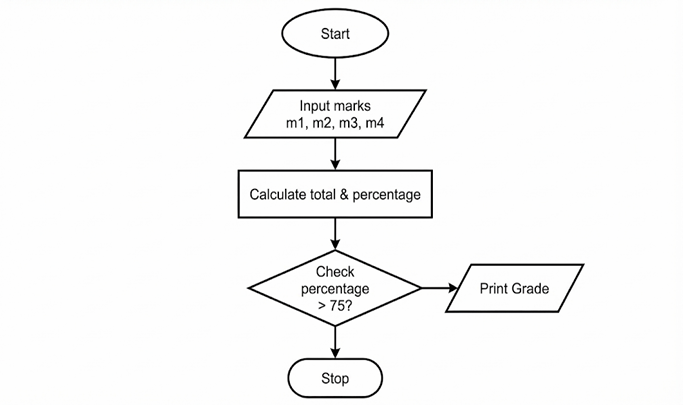 Start
Input marks
m1, m2, m3, m4
Calculate total & percentage
Check
percentage
> 75?
Print Grade
Stop